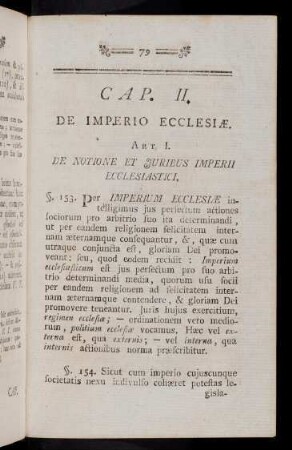 79
CAP. II.
DE IMPERIO ECCLESIÆ.
ART. I.
DE NOTIONE ET JURIBUS IMPERII
ECCLESIASTICI.
§. 153. Per IMPERIUM ECCLESIÆ in-
telligimus jus perfectum actiones
sociorum pro arbitrio suo ita determinandi,
ut per eandem religionem felicitatem inter-
nam æternamque consequantur, &, quæ cum
utraque conjuncta est, gloriam Dei promo-
veant; seu, quod eodem recidit: Imperium
ecclesiasticum est jus perfectum pro suo arbi-
trio determinandi media, quorum usu socii
per eandem religionem ad felicitatem inter-
nam æternamque contendere, & gloriam Dei
promovere teneantur. Juris hujus exercitium,
regimen ecclesiæ; — ordinationem vero medio-
rum, politiam ecclesiæ vocamus. Hæc vel ex-
terna est, qua externis; — vel interna, qua
internis actionibus norma præscribitur.
§. 154. Sicut cum imperio cujuscunque
societatis nexu indivulso cohæret potestas le-
gisla-